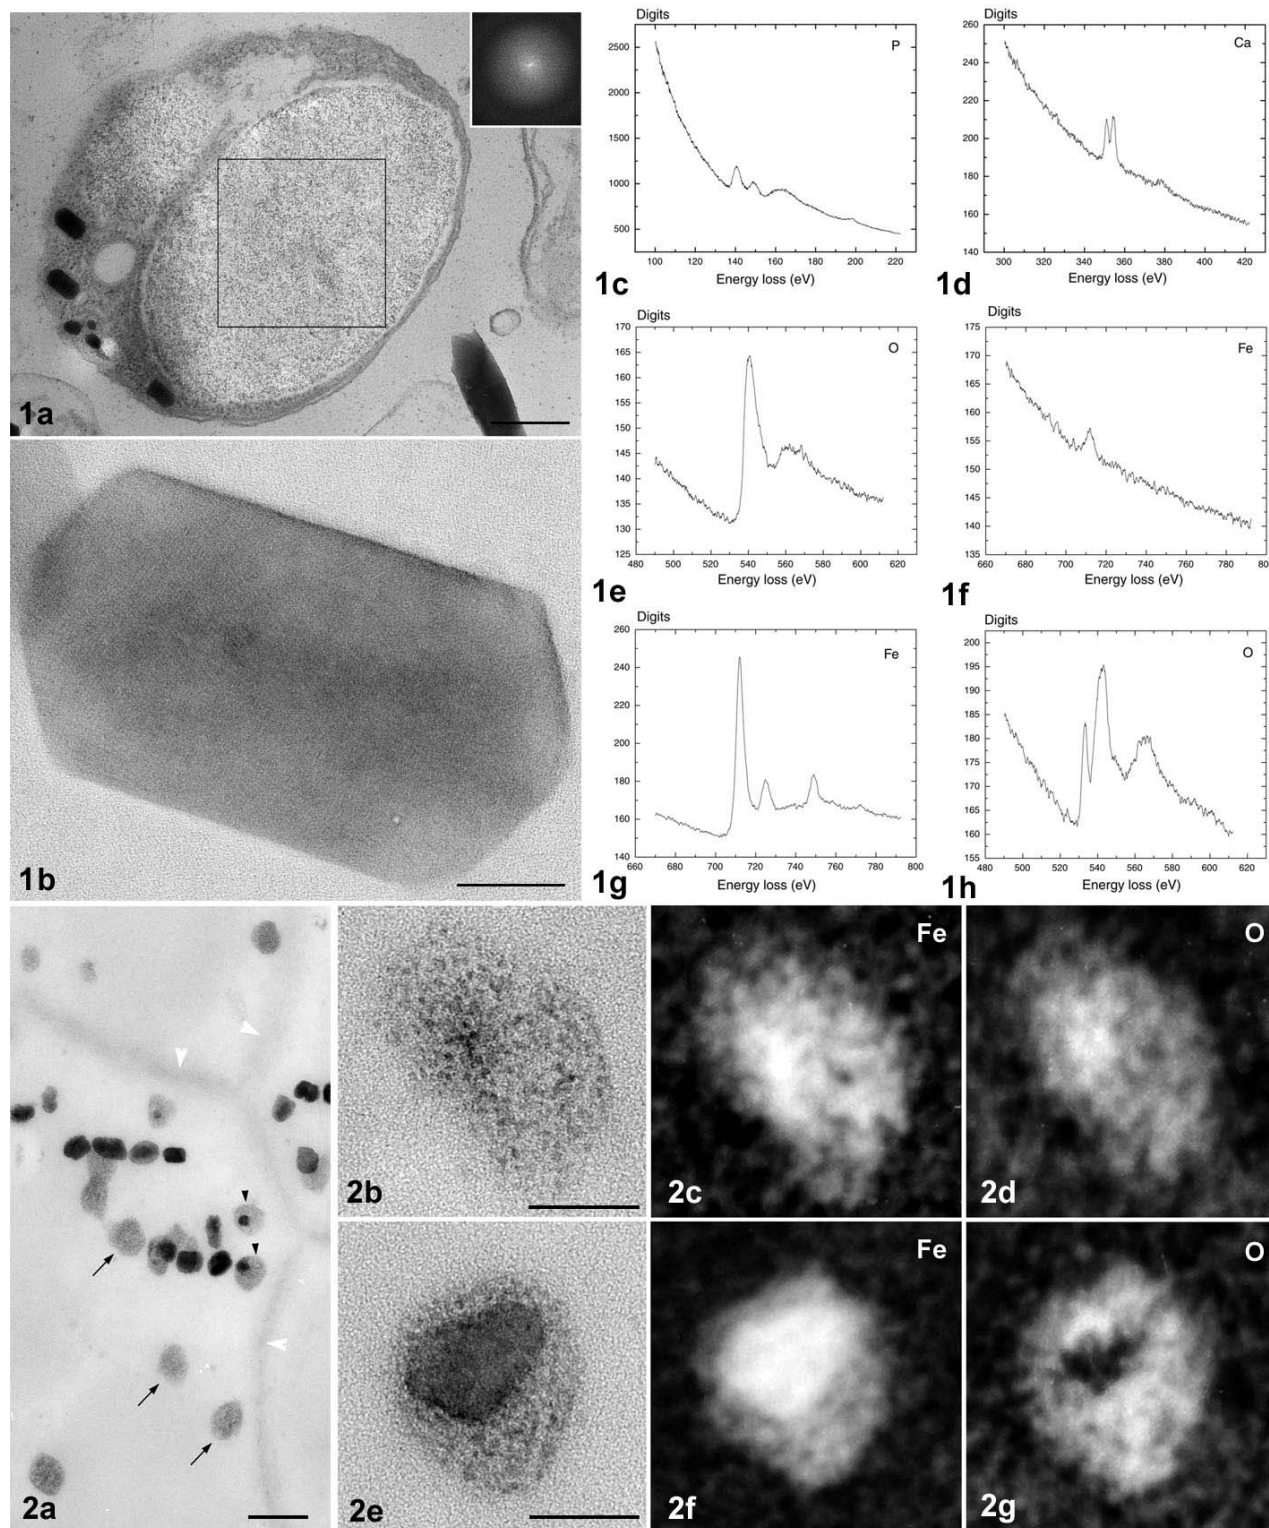 1a
1b
Digits
P
2500
2000
1500
1000
500
100 120 140 160 180 200 220
Energy loss (eV)
1c
Digits
Ca
260
240
220
200
180
160
140
300 320 340 360 380 400 420
Energy loss (eV)
1d
Digits
O
170
165
160
155
150
145
140
135
130
125
480 500 520 540 560 580 600 620
Energy loss (eV)
1e
Digits
Fe
175
170
165
160
155
150
145
140
135
660 680 700 720 740 760 780 80
Energy loss (eV)
1f
Digits
Fe
260
240
220
200
180
160
140
660 680 700 720 740 760 780 800
Energy loss (eV)
1g
Digits
O
200
195
190
185
180
175
170
165
160
155
480 500 520 540 560 580 600 620
Energy loss (eV)
1h
2a
2b
Fe
2c
O
2d
2e
Fe
2f
O
2g